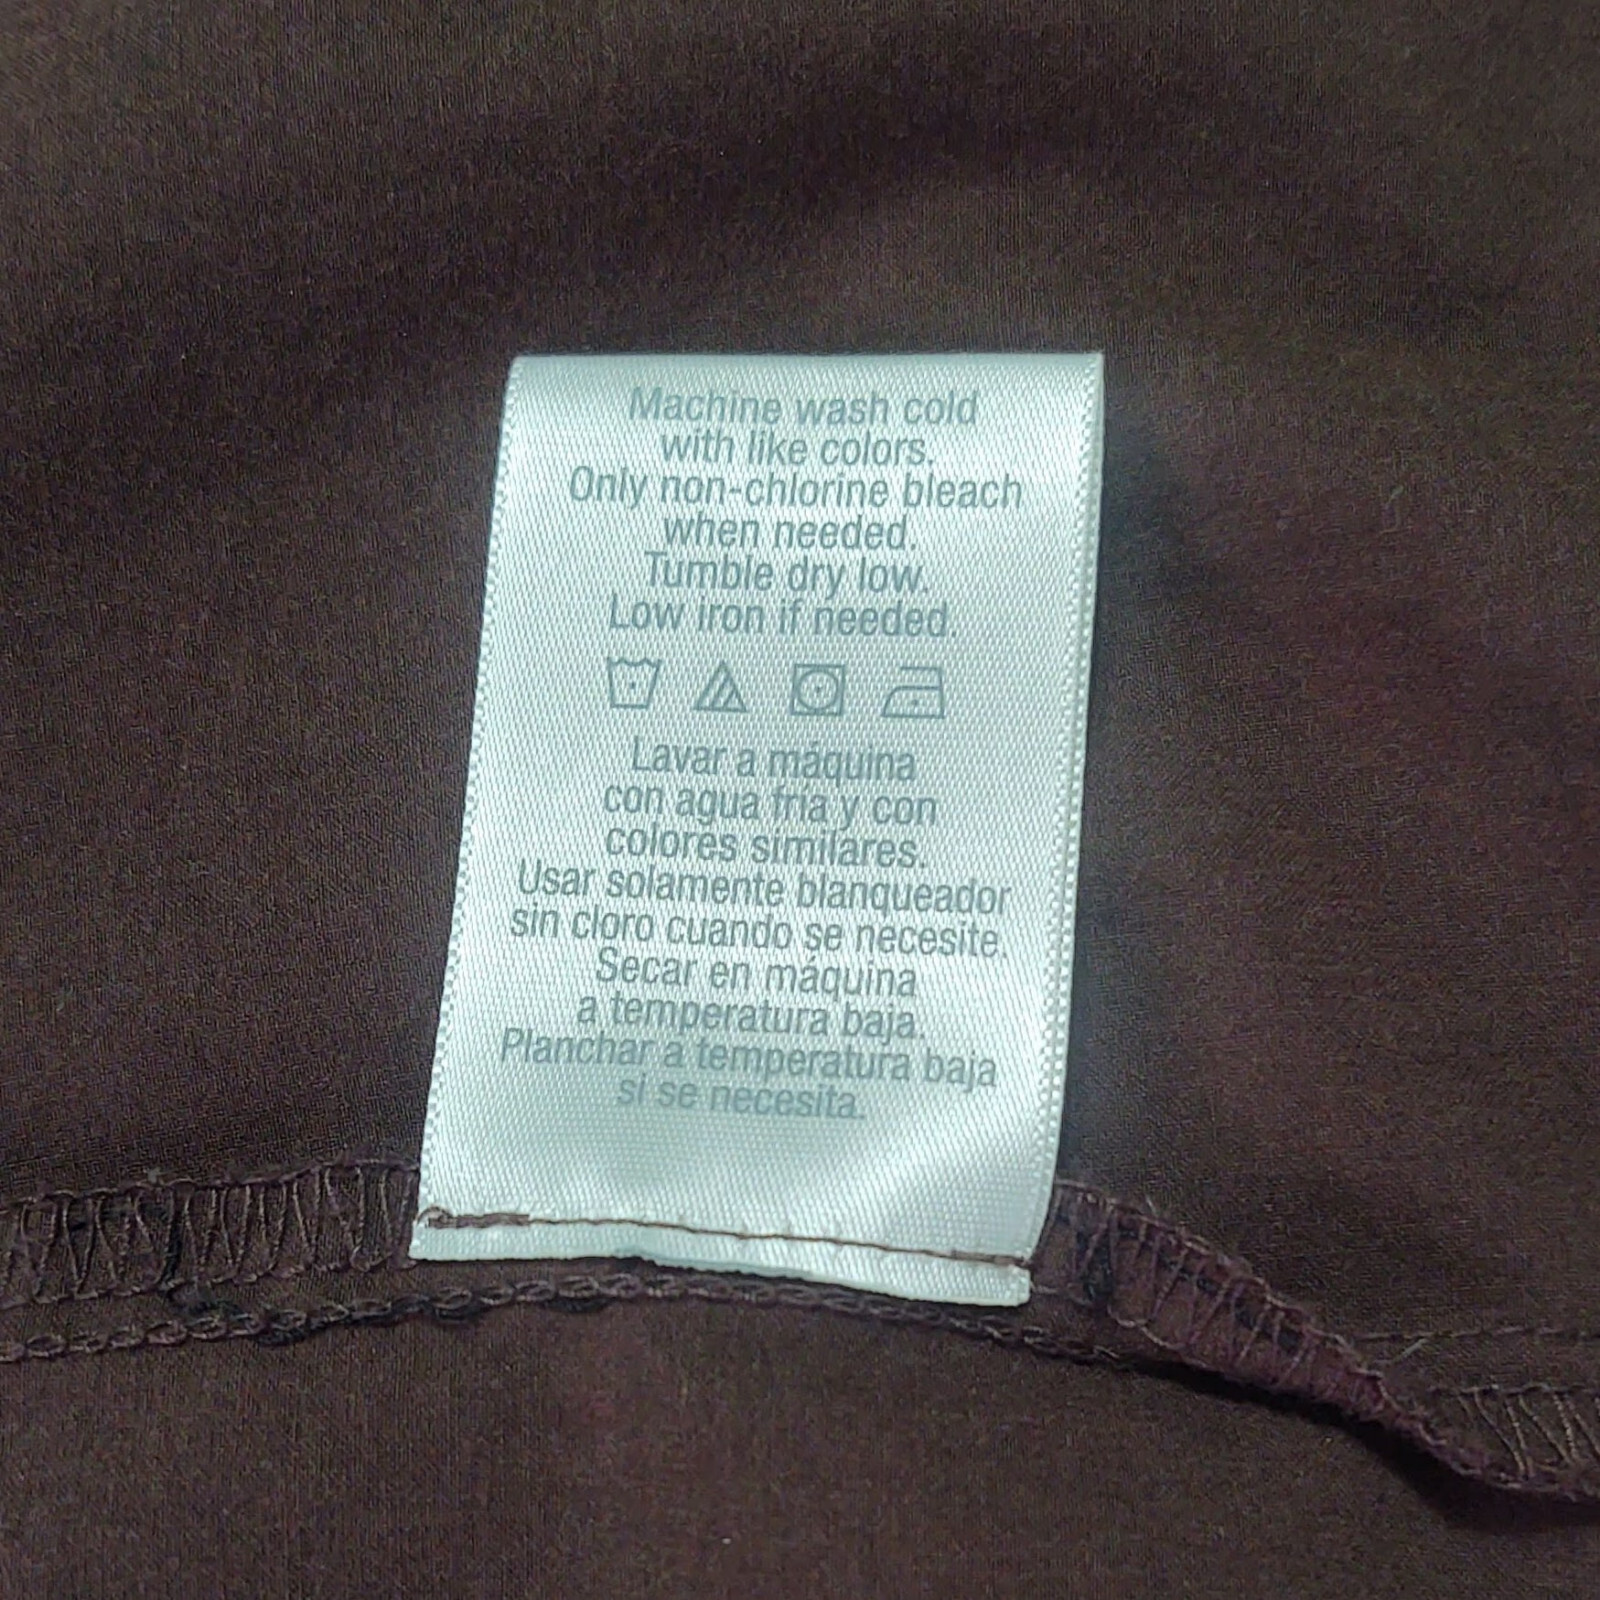 Machine wash cold
with like colors.
Only non-chlorine bleach
when needed.
Tumble dry low.
Low iron if needed.
Lavar a máquina
con agua fría y con
colores similares.
Usar solamente blanqueador
sin cloro cuando se necesite.
Secar en máquina
a temperatura baja.
Planchar a temperatura baja
si se necesita.